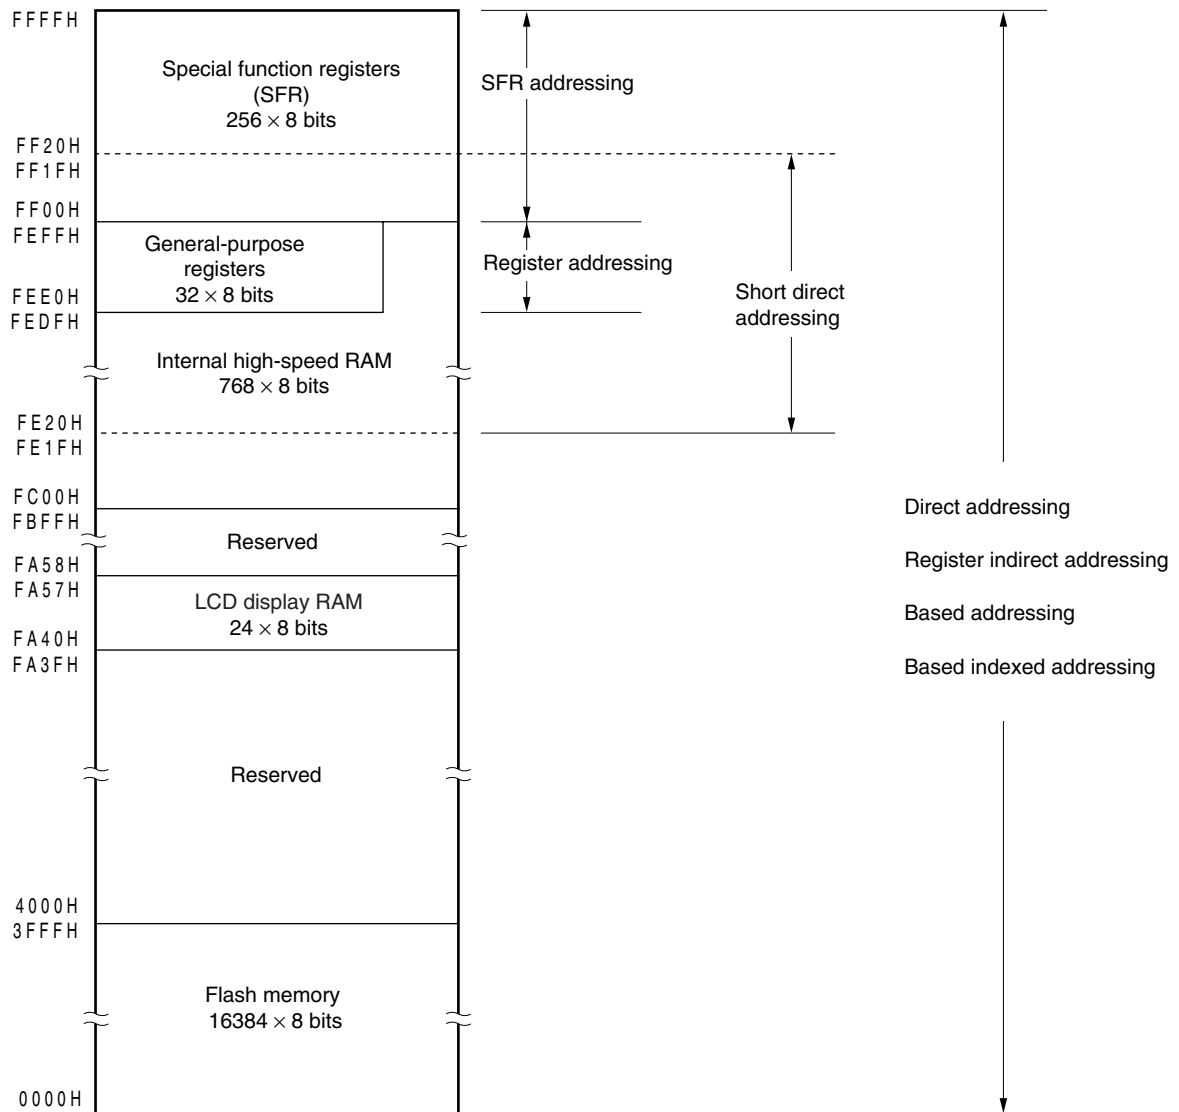 FFFFH
Special function registers
(SFR)
256 × 8 bits
SFR addressing
FF20H
FF1FH
FF00H
FEFFH
General-purpose
registers
32 × 8 bits
Register addressing
Short direct
addressing
FEE0H
FEDFH
Internal high-speed RAM
768 × 8 bits
FE20H
FE1FH
FC00H
FBFFH
Reserved
Direct addressing
Register indirect addressing
Based addressing
Based indexed addressing
FA58H
FA57H
LCD display RAM
24 × 8 bits
FA40H
FA3FH
Reserved
4000H
3FFFH
Flash memory
16384 × 8 bits
0000H